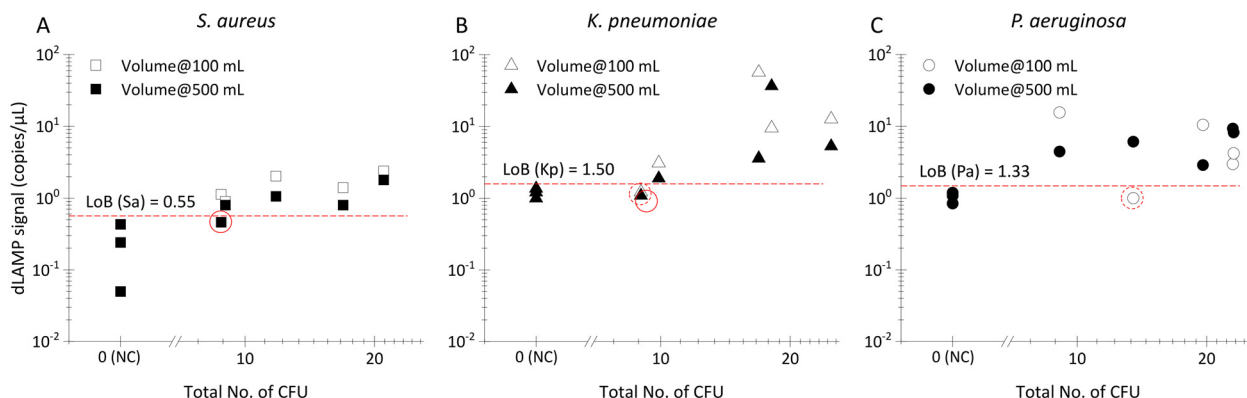 A S. aureus
□ Volume@100 mL
■ Volume@500 mL
LoB (Sa) = 0.55
dLAMP signal (copies/µL)
10²
10¹
10⁰
10⁻¹
10⁻²
0 (NC) 10 20
Total No. of CFU
B K. pneumoniae
△ Volume@100 mL
▲ Volume@500 mL
LoB (Kp) = 1.50
10²
10¹
10⁰
10⁻¹
10⁻²
0 (NC) 10 20
Total No. of CFU
C P. aeruginosa
○ Volume@100 mL
● Volume@500 mL
LoB (Pa) = 1.33
10²
10¹
10⁰
10⁻¹
10⁻²
0 (NC) 10 20
Total No. of CFU